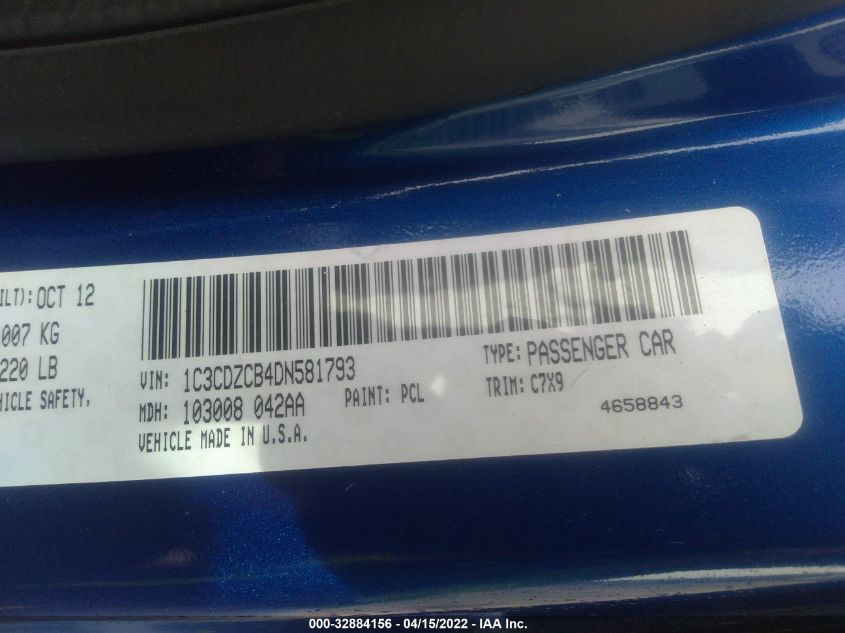 ILT): OCT 12
007 KG
220 LB
HICLE SAFETY,
VIN: 1C3CDZCB4DN581793
TYPE: PASSENGER CAR
MDH: 103008 042AA
PAINT: PCL
TRIM: C7X9
VEHICLE MADE IN U.S.A.
4658843
000-32884156 - 04/15/2022 - IAA Inc.